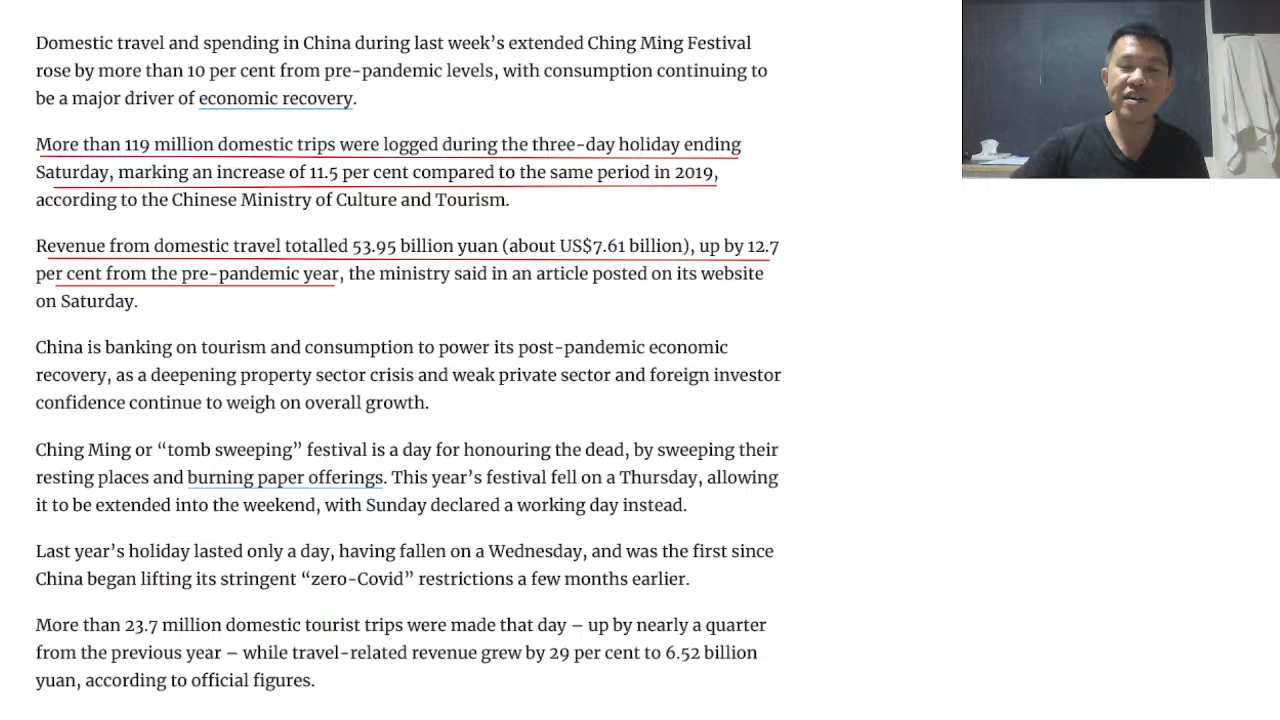 Domestic travel and spending in China during last week’s extended Ching Ming Festival
rose by more than 10 per cent from pre-pandemic levels, with consumption continuing to
be a major driver of economic recovery.
More than 119 million domestic trips were logged during the three-day holiday ending
Saturday, marking an increase of 11.5 per cent compared to the same period in 2019,
according to the Chinese Ministry of Culture and Tourism.
Revenue from domestic travel totalled 53.95 billion yuan (about US$7.61 billion), up by 12.7
per cent from the pre-pandemic year, the ministry said in an article posted on its website
on Saturday.
China is banking on tourism and consumption to power its post-pandemic economic
recovery, as a deepening property sector crisis and weak private sector and foreign investor
confidence continue to weigh on overall growth.
Ching Ming or “tomb sweeping” festival is a day for honouring the dead, by sweeping their
resting places and burning paper offerings. This year’s festival fell on a Thursday, allowing
it to be extended into the weekend, with Sunday declared a working day instead.
Last year’s holiday lasted only a day, having fallen on a Wednesday, and was the first since
China began lifting its stringent “zero-Covid” restrictions a few months earlier.
More than 23.7 million domestic tourist trips were made that day – up by nearly a quarter
from the previous year – while travel-related revenue grew by 29 per cent to 6.52 billion
yuan, according to official figures.